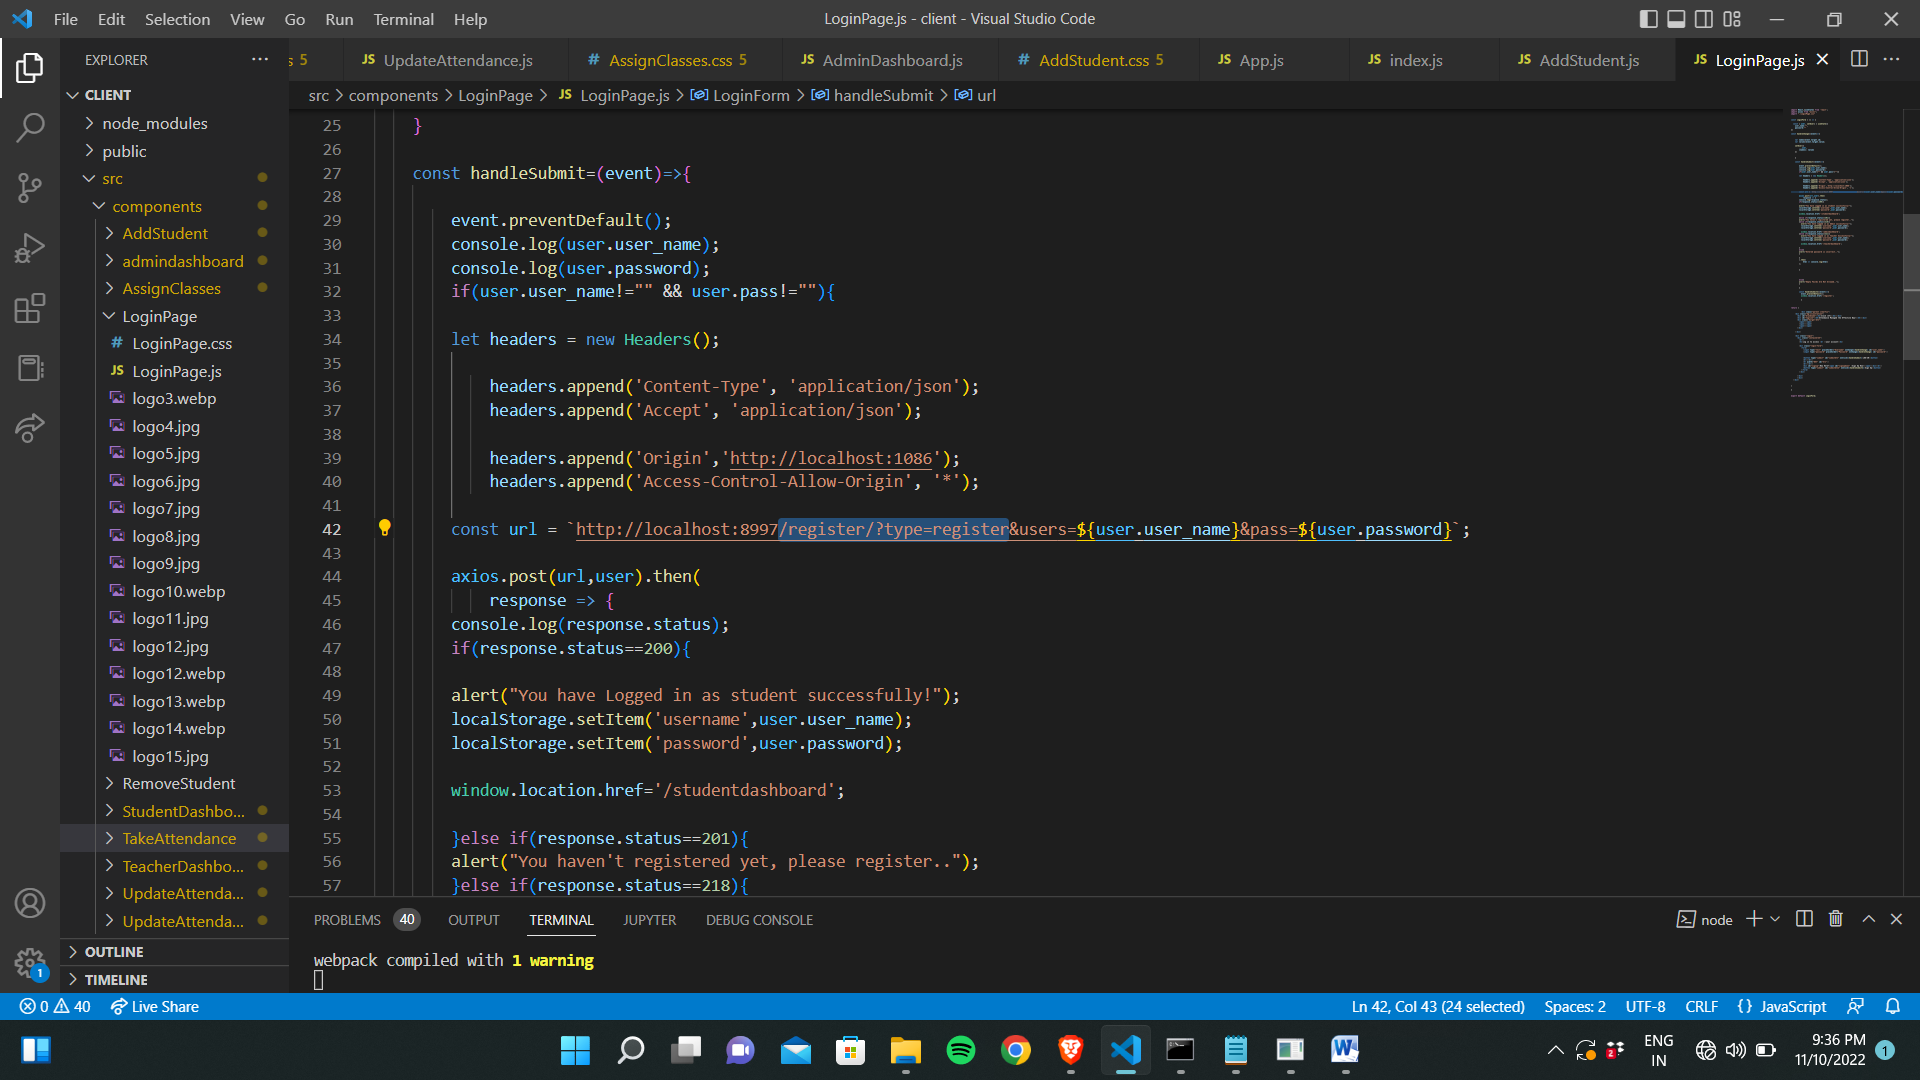 File Edit Selection View Go Run Terminal Help
LoginPage.js - client - Visual Studio Code
EXPLORER
5
JS UpdateAttendance.js
# AssignClasses.css 5
JS AdminDashboard.js
# AddStudent.css 5
JS App.js
JS index.js
JS AddStudent.js
JS LoginPage.js
src > components > LoginPage > JS LoginPage.js > LoginForm > handleSubmit > url
CLIENT
node_modules
public
src
components
AddStudent
admindashboard
AssignClasses
LoginPage
# LoginPage.css
JS LoginPage.js
logo3.webp
logo4.jpg
logo5.jpg
logo6.jpg
logo7.jpg
logo8.jpg
logo9.jpg
logo10.webp
logo11.jpg
logo12.jpg
logo12.webp
logo13.webp
logo14.webp
logo15.jpg
RemoveStudent
StudentDashbo...
TakeAttendance
TeacherDashbo...
UpdateAttenda...
UpdateAttenda...
OUTLINE
TIMELINE
25 }
26
27 const handleSubmit=(event)=>{
28
29 event.preventDefault();
30 console.log(user.user_name);
31 console.log(user.password);
32 if(user.user_name!="" && user.pass!=""){
33
34 let headers = new Headers();
35
36 headers.append('Content-Type', 'application/json');
37 headers.append('Accept', 'application/json');
38
39 headers.append('Origin','http://localhost:1086');
40 headers.append('Access-Control-Allow-Origin', '*');
41
42 const url = `http://localhost:8997/register/?type=register&users=${user.user_name}&pass=${user.password}`;
43
44 axios.post(url,user).then(
45 response => {
46 console.log(response.status);
47 if(response.status==200){
48
49 alert("You have Logged in as student successfully!");
50 localStorage.setItem('username',user.user_name);
51 localStorage.setItem('password',user.password);
52
53 window.location.href='/studentdashboard';
54
55 }else if(response.status==201){
56 alert("You haven't registered yet, please register..");
57 }else if(response.status==218){
PROBLEMS 40 OUTPUT TERMINAL JUPYTER DEBUG CONSOLE
node
webpack compiled with 1 warning
1
0 40 Live Share
Ln 42, Col 43 (24 selected) Spaces: 2 UTF-8 CRLF {} JavaScript
ENG
IN
9:36 PM
11/10/2022
1